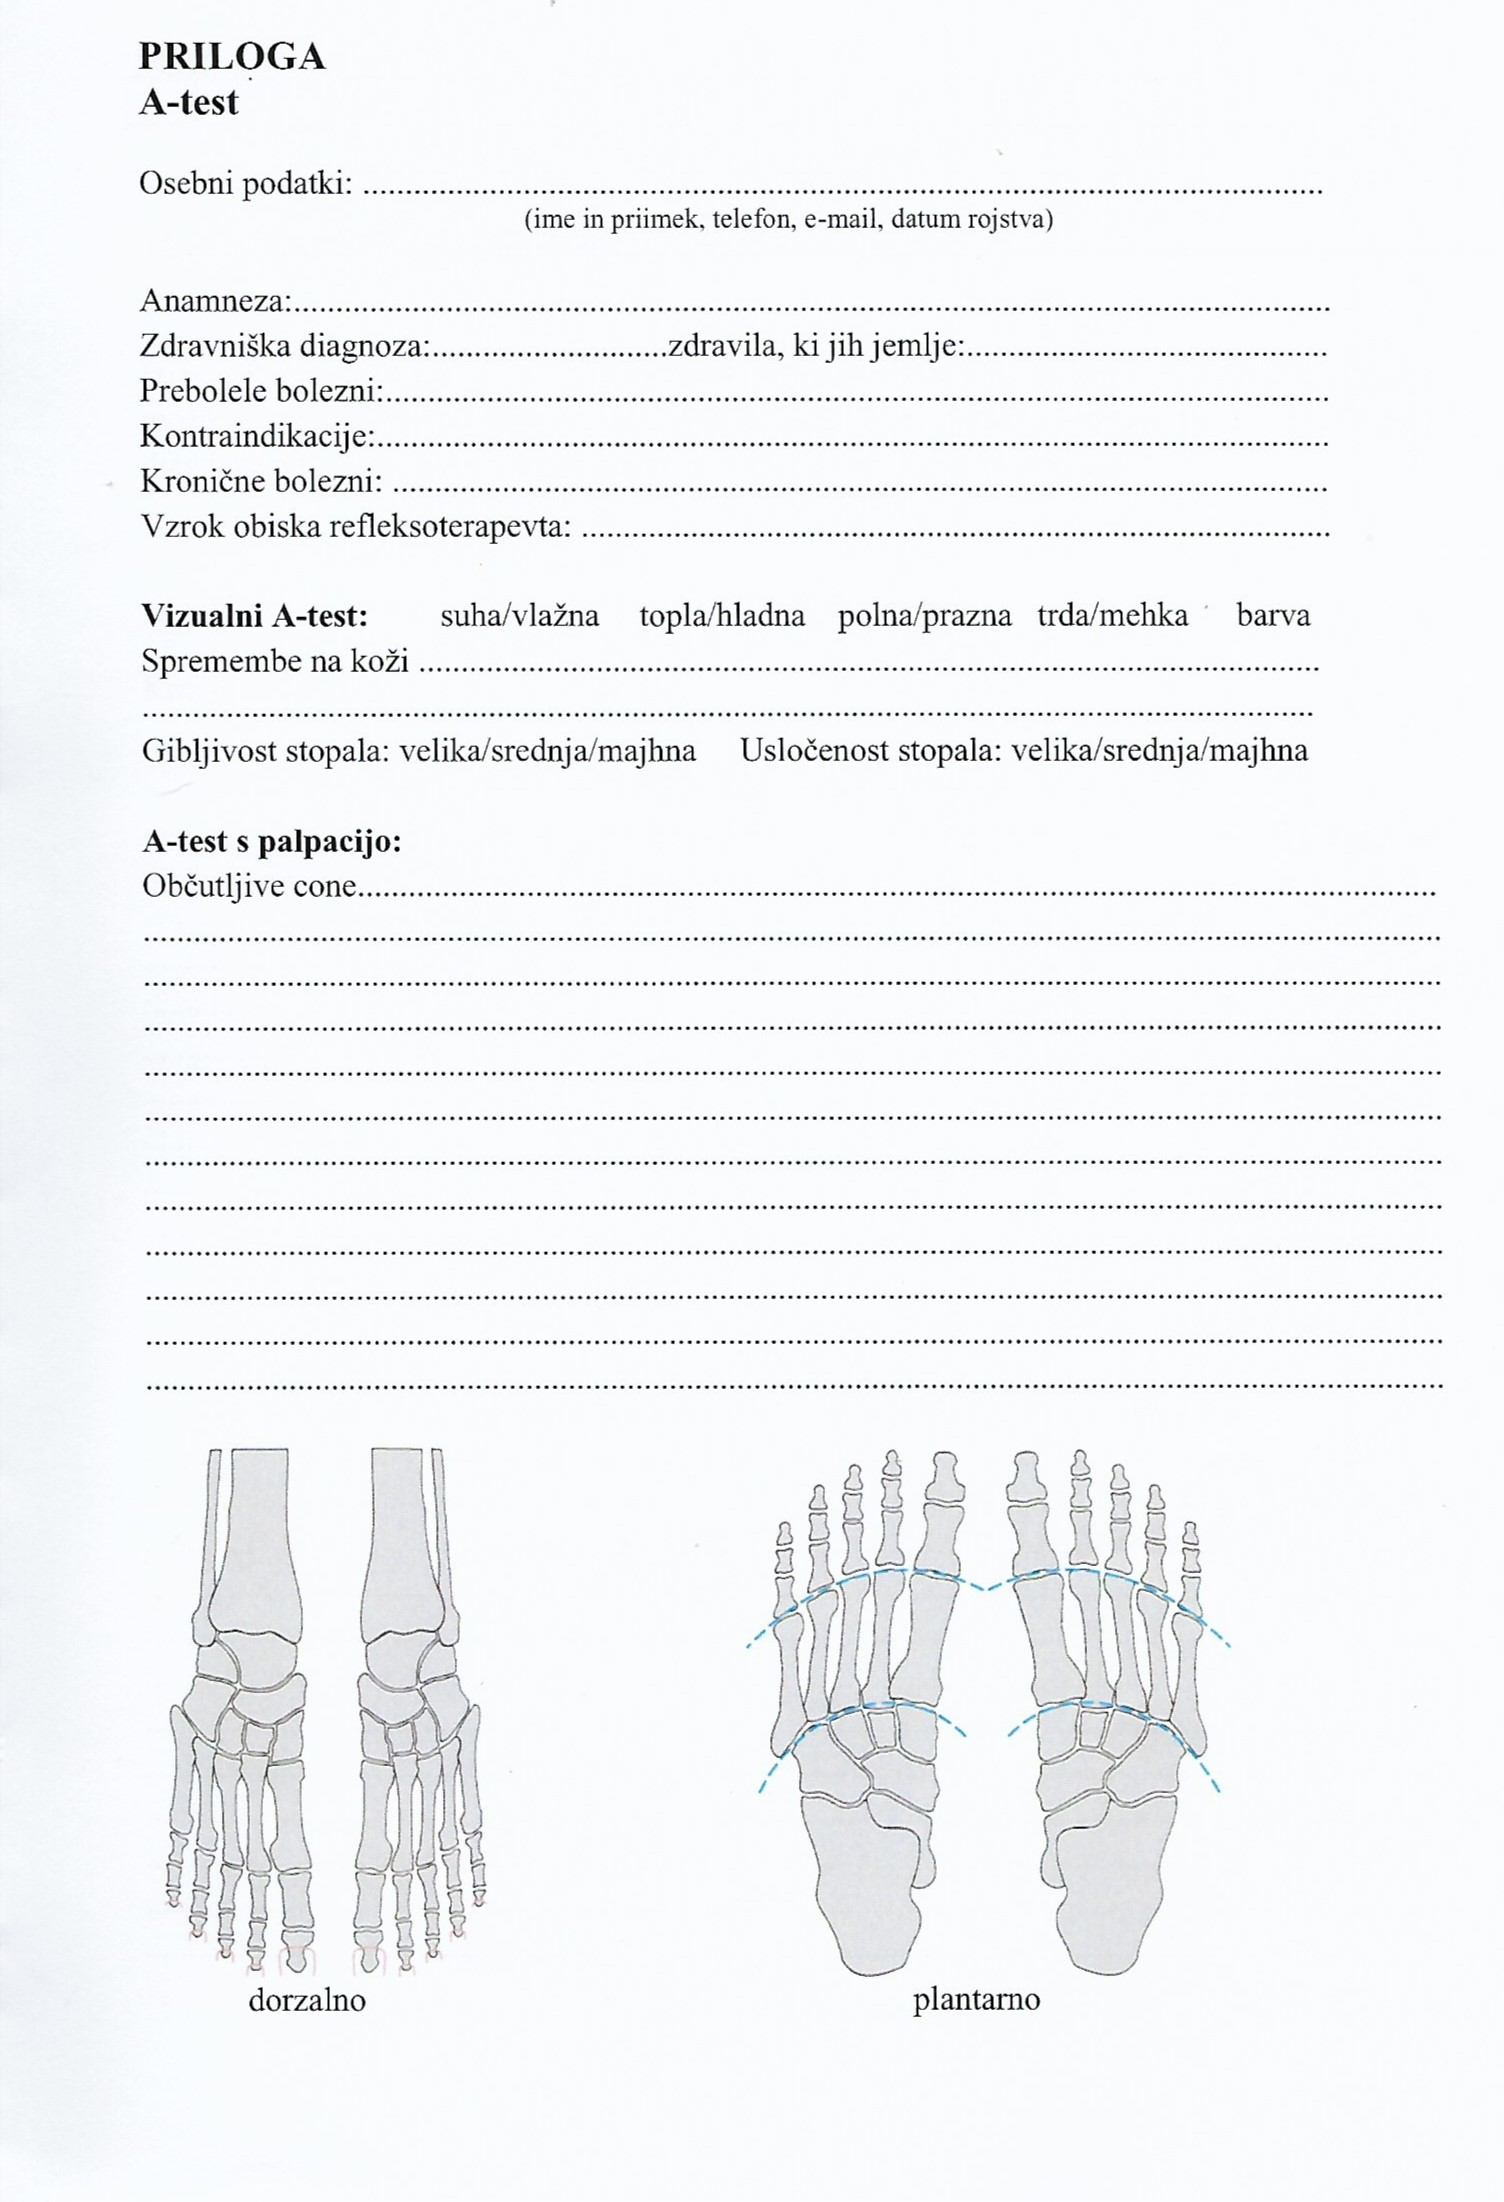 PRILOGA
A-test
Osebni podatki: ........................................................................................................................
(ime in priimek, telefon, e-mail, datum rojstva)
Anamneza:.................................................................................................................................
Zdravniška diagnoza:.............................zdravila, ki jih jemlje:.............................................
Prebolele bolezni:......................................................................................................................
Kontraindikacije:.......................................................................................................................
Kronične bolezni: .....................................................................................................................
Vzrok obiska refleksoterapevta: ..............................................................................................
Vizualni A-test: suha/vlažna topla/hladna polna/prazna trda/mehka barva
Spremembe na koži .................................................................................................................
...................................................................................................................................................
Gibljivost stopala: velika/srednja/majhna Usločenost stopala: velika/srednja/majhna
A-test s palpacijo:
Občutljive cone.......................................................................................................................................
...................................................................................................................................................................
...................................................................................................................................................................
...................................................................................................................................................................
...................................................................................................................................................................
...................................................................................................................................................................
...................................................................................................................................................................
...................................................................................................................................................................
...................................................................................................................................................................
...................................................................................................................................................................
...................................................................................................................................................................
...................................................................................................................................................................
dorzalno
plantarno